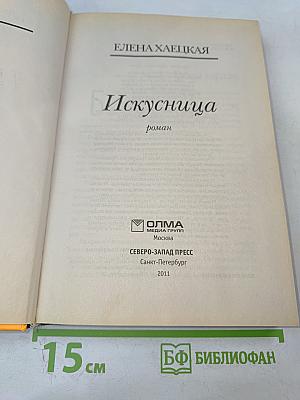 ЕЛЕНА ХАЕЦКАЯ
Искусница
роман
ОЛМА
МЕДИА ГРУПП
Москва
СЕВЕРО-ЗАПАД ПРЕСС
Санкт-Петербург
2011
15 см
БФ БИБЛИОФАН